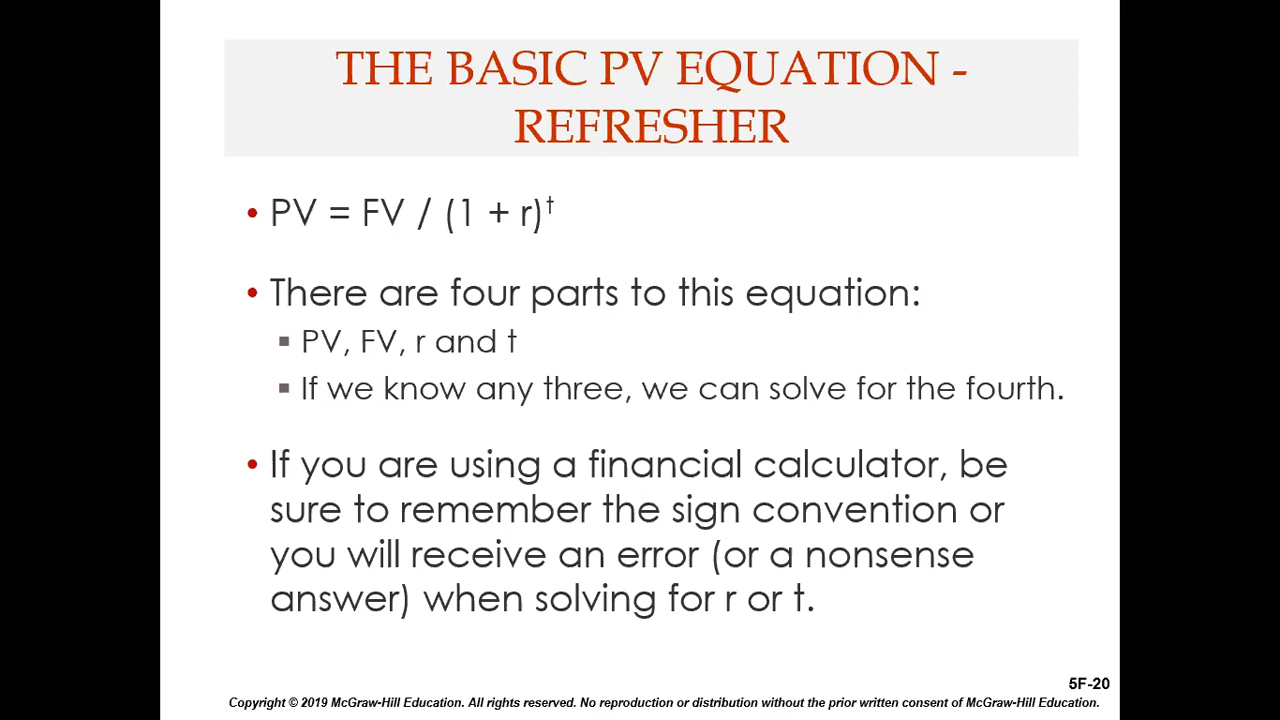 THE BASIC PV EQUATION -
REFRESHER
• PV = FV / (1 + r)ᵗ
• There are four parts to this equation:
▪ PV, FV, r and t
▪ If we know any three, we can solve for the fourth.
• If you are using a financial calculator, be
sure to remember the sign convention or
you will receive an error (or a nonsense
answer) when solving for r or t.
5F-20
Copyright © 2019 McGraw-Hill Education. All rights reserved. No reproduction or distribution without the prior written consent of McGraw-Hill Education.